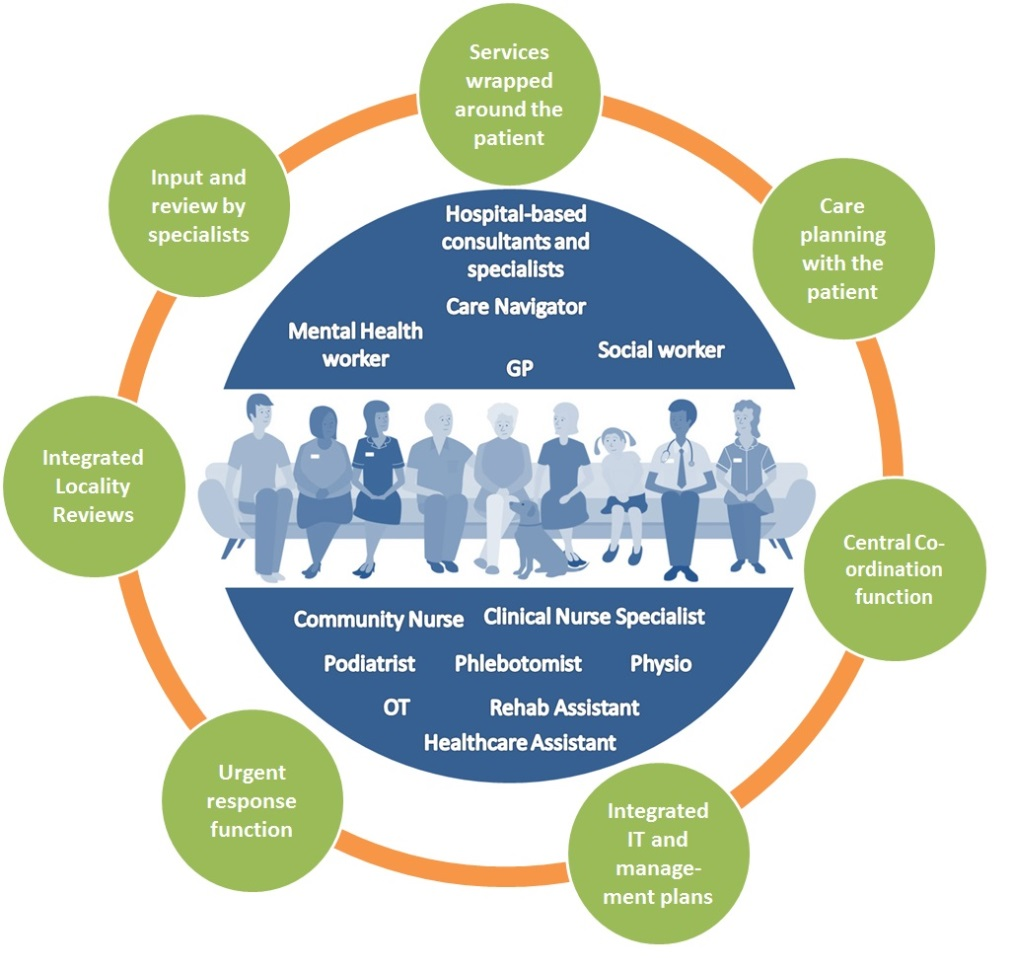 Services
wrapped
around the
patient
Input and
review by
specialists
Care
planning
with the
patient
Hospital-based
consultants and
specialists
Care Navigator
Mental Health
worker
Social worker
GP
Integrated
Locality
Reviews
Central Co-
ordination
function
Community Nurse
Clinical Nurse Specialist
Podiatrist
Phlebotomist
Physio
OT
Rehab Assistant
Healthcare Assistant
Urgent
response
function
Integrated
IT and
manage-
ment plans